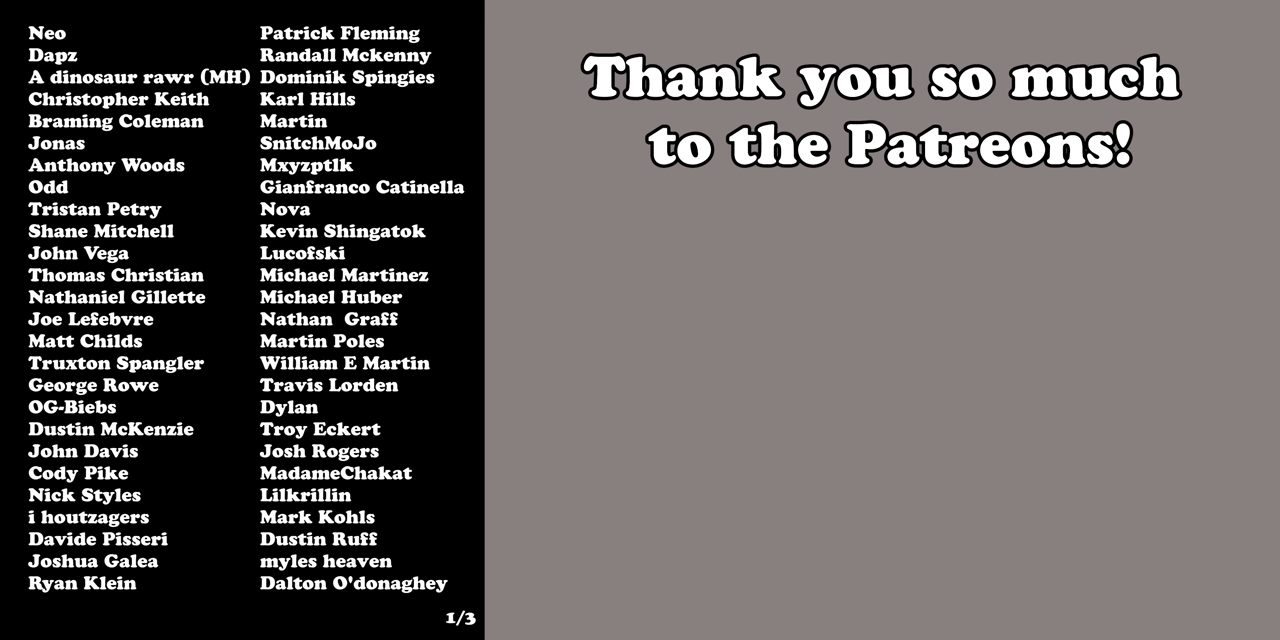 Neo
Dapz
A dinosaur rawr (MH)
Christopher Keith
Braming Coleman
Jonas
Anthony Woods
Odd
Tristan Petry
Shane Mitchell
John Vega
Thomas Christian
Nathaniel Gillette
Joe Lefebvre
Matt Childs
Truxton Spangler
George Rowe
OG-Biebs
Dustin McKenzie
John Davis
Cody Pike
Nick Styles
i houtzagers
Davide Pisseri
Joshua Galea
Ryan Klein
Patrick Fleming
Randall Mckenny
Dominik Spingies
Karl Hills
Martin
SnitchMoJo
Mxyzptlk
Gianfranco Catinella
Nova
Kevin Shingatok
Lucofski
Michael Martinez
Michael Huber
Nathan  Graff
Martin Poles
William E Martin
Travis Lorden
Dylan
Troy Eckert
Josh Rogers
MadameChakat
Lilkrillin
Mark Kohls
Dustin Ruff
myles heaven
Dalton O'donaghey
1/3
Thank you so much
to the Patreons!